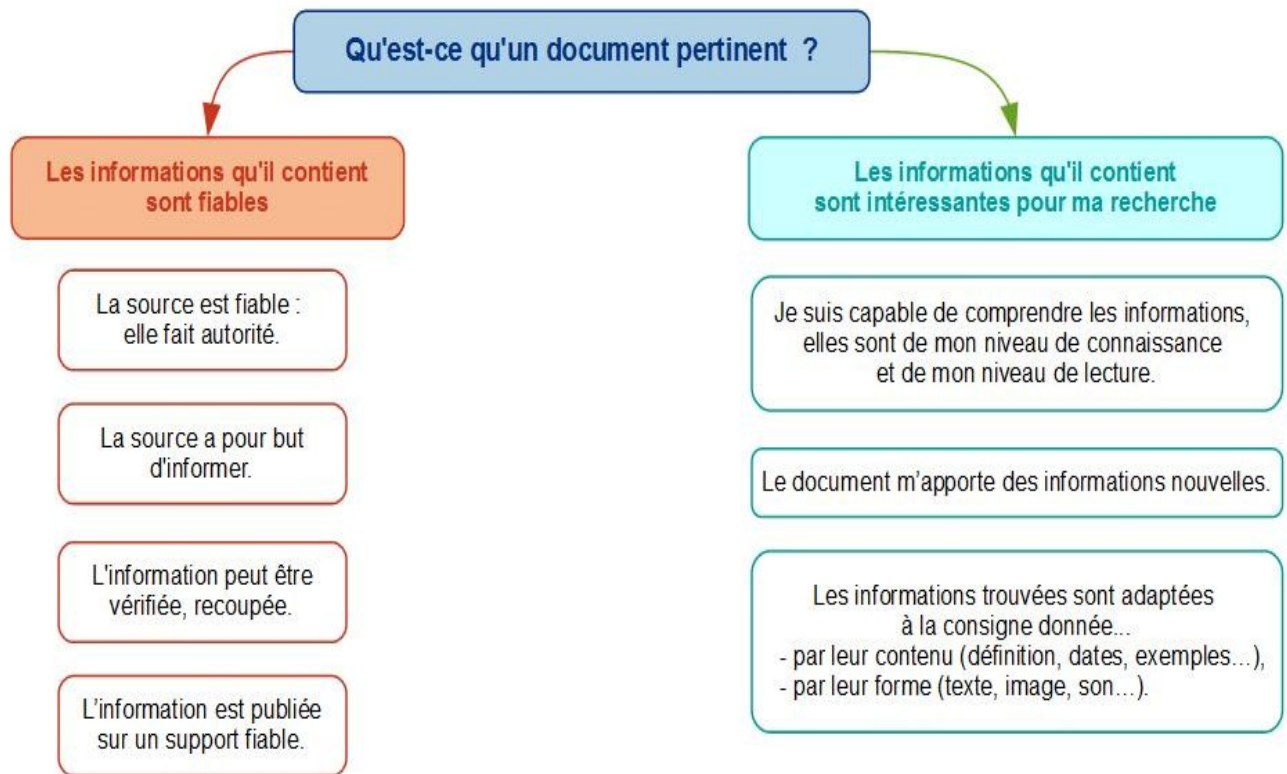 Qu'est-ce qu'un document pertinent  ?
Les informations qu'il contient
sont fiables
La source est fiable :
elle fait autorité.
La source a pour but
d'informer.
L'information peut être
vérifiée, recoupée.
L’information est publiée
sur un support fiable.
Les informations qu'il contient
sont intéressantes pour ma recherche
Je suis capable de comprendre les informations,
elles sont de mon niveau de connaissance
et de mon niveau de lecture.
Le document m’apporte des informations nouvelles.
Les informations trouvées sont adaptées
à la consigne donnée...
- par leur contenu (définition, dates, exemples…),
- par leur forme (texte, image, son…).